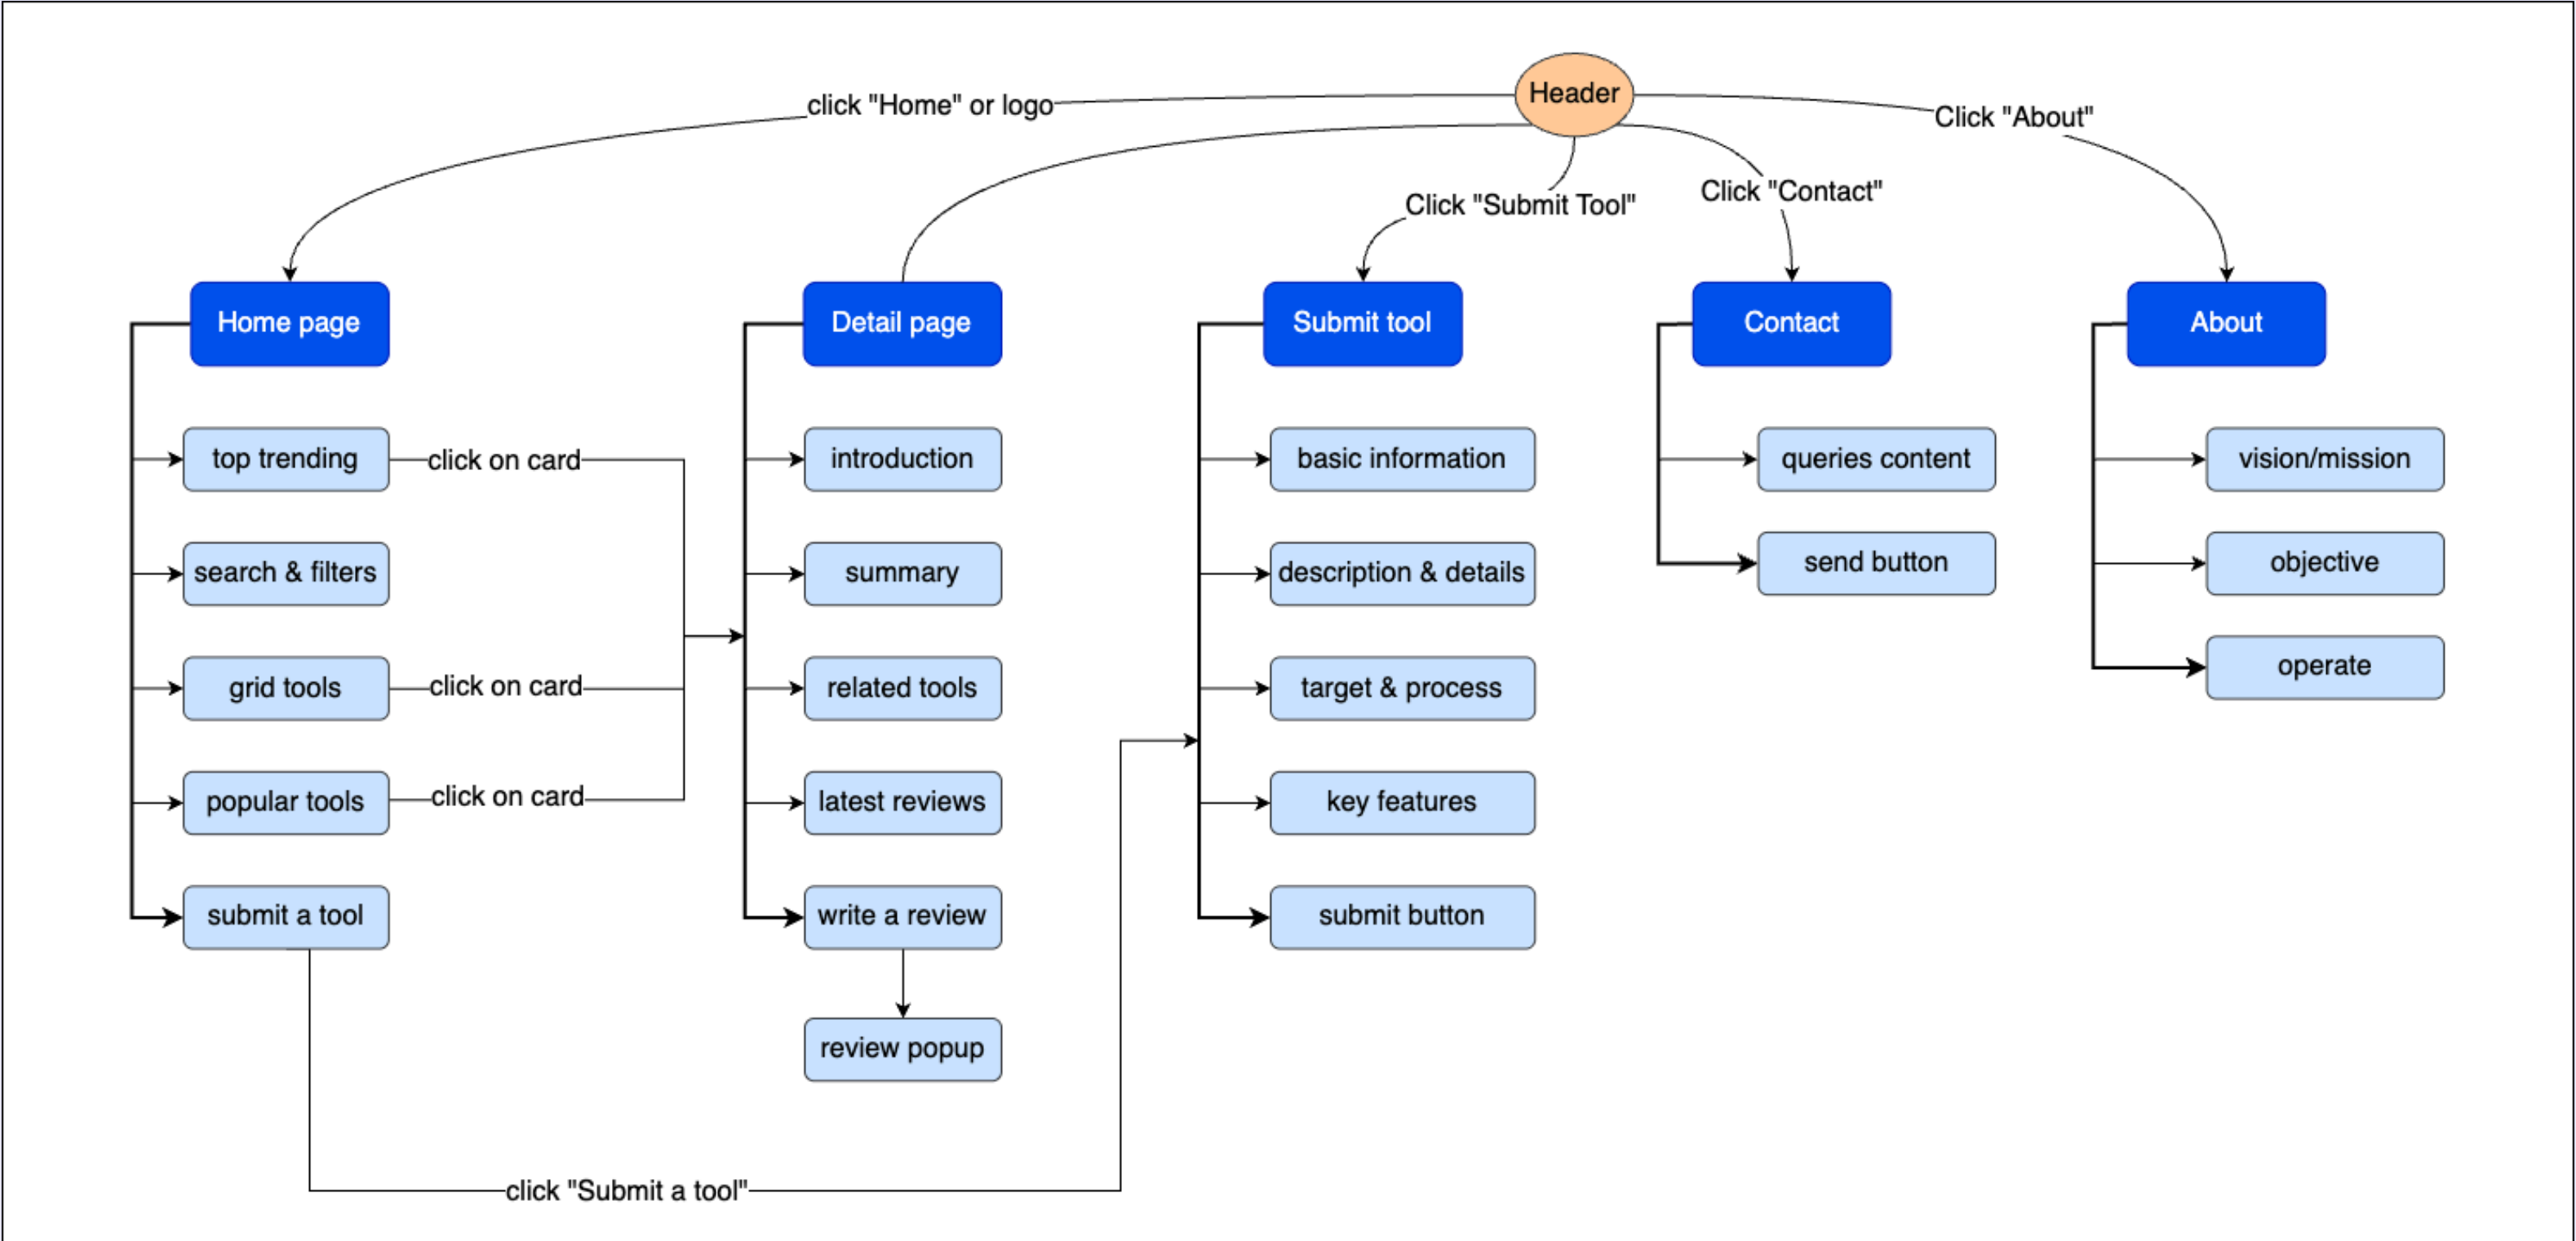 Header
click "Home" or logo
Click "About"
Click "Submit Tool"
Click "Contact"
Home page
Detail page
Submit tool
Contact
About
top trending
click on card
introduction
basic information
queries content
vision/mission
search & filters
summary
description & details
send button
objective
grid tools
click on card
related tools
target & process
operate
popular tools
click on card
latest reviews
key features
submit a tool
write a review
submit button
review popup
click "Submit a tool"